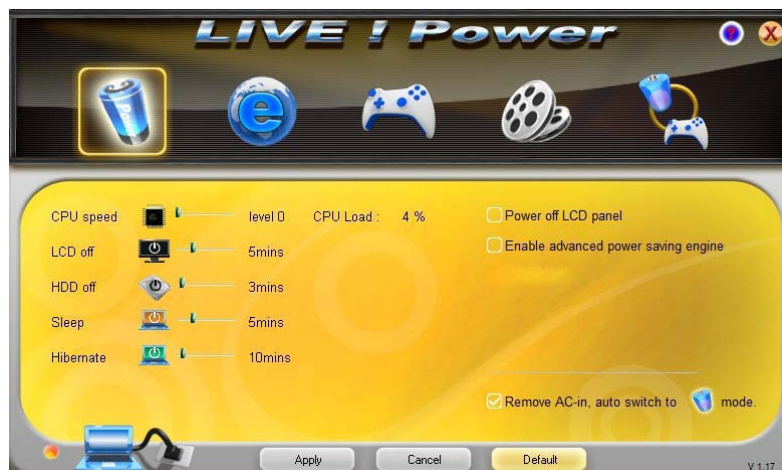 LIVE ! Power
?
X
Power
e
CPU speed level 0 CPU Load : 4 %
LCD off 5mins
HDD off 3mins
Sleep 5mins
Hibernate 10mins
Power off LCD panel
Enable advanced power saving engine
Remove AC-in, auto switch to mode.
Apply Cancel Default
V 1.17